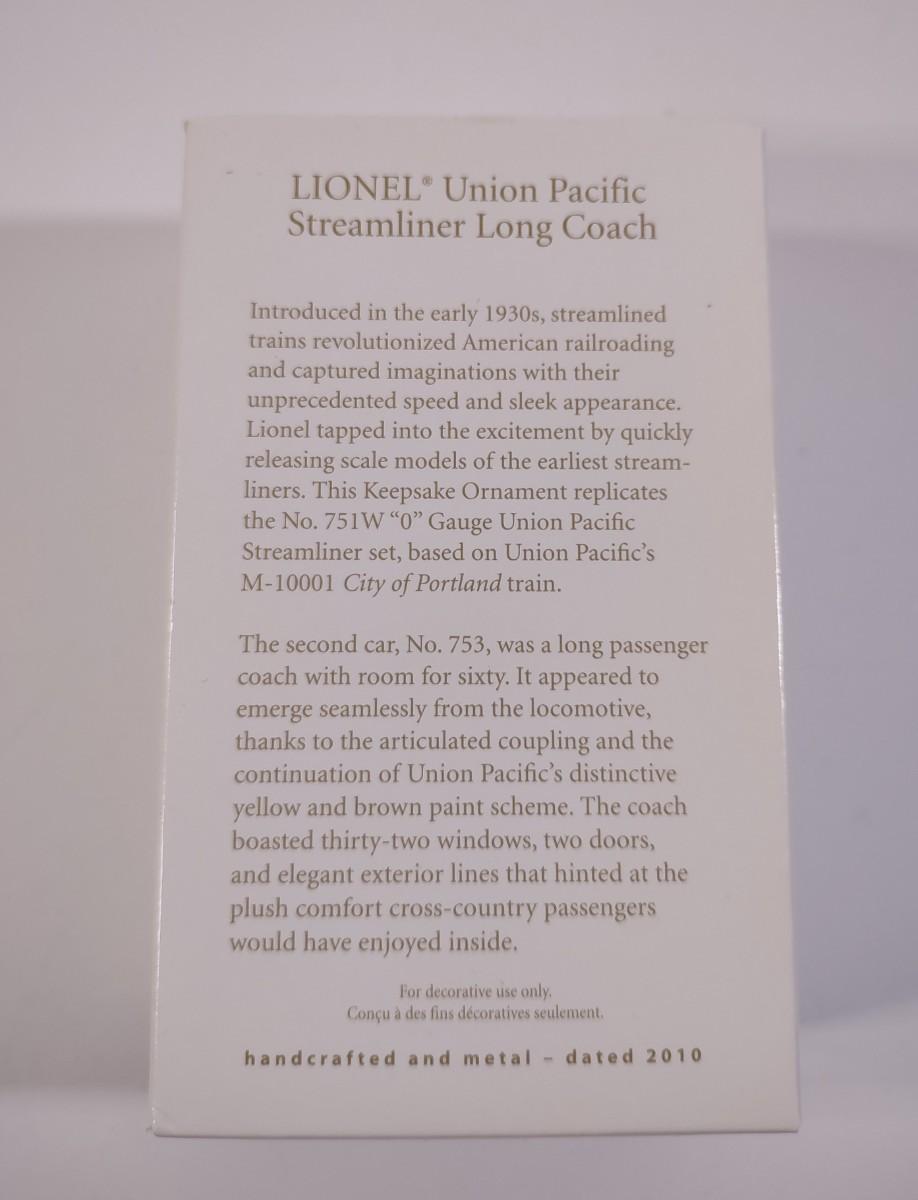 LIONEL® Union Pacific
Streamliner Long Coach
Introduced in the early 1930s, streamlined
trains revolutionized American railroading
and captured imaginations with their
unprecedented speed and sleek appearance.
Lionel tapped into the excitement by quickly
releasing scale models of the earliest stream-
liners. This Keepsake Ornament replicates
the No. 751W “0” Gauge Union Pacific
Streamliner set, based on Union Pacific’s
M-10001 City of Portland train.
The second car, No. 753, was a long passenger
coach with room for sixty. It appeared to
emerge seamlessly from the locomotive,
thanks to the articulated coupling and the
continuation of Union Pacific’s distinctive
yellow and brown paint scheme. The coach
boasted thirty-two windows, two doors,
and elegant exterior lines that hinted at the
plush comfort cross-country passengers
would have enjoyed inside.
For decorative use only.
Conçu à des fins décoratives seulement.
handcrafted and metal – dated 2010